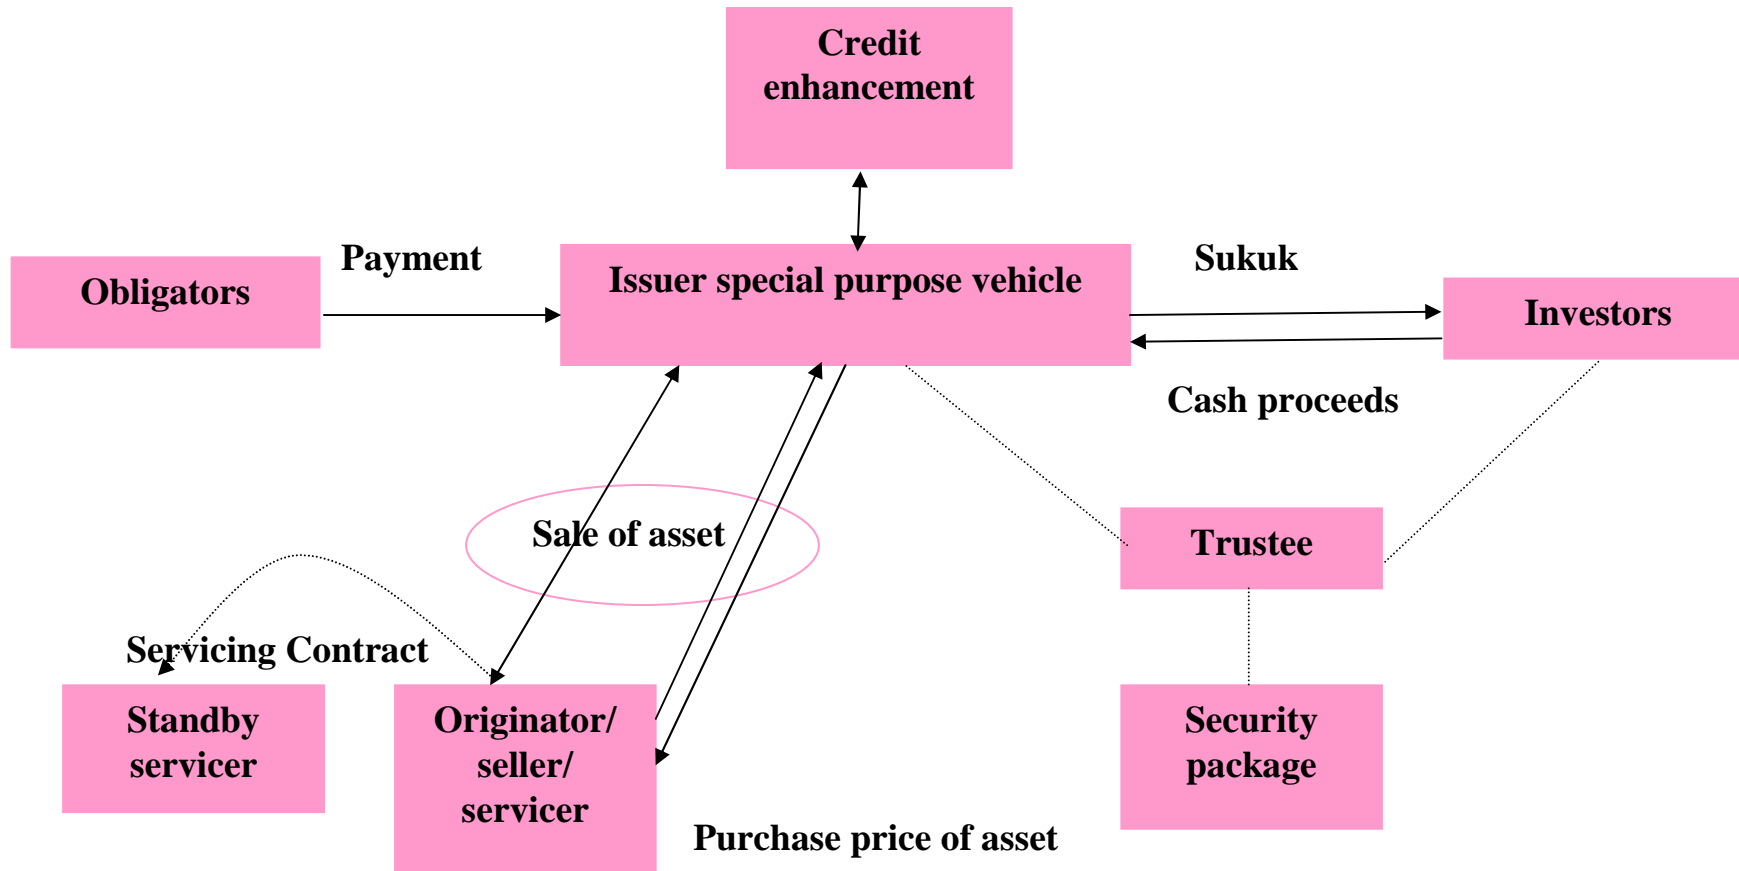 Credit
enhancement
Payment
Sukuk
Obligators
Issuer special purpose vehicle
Investors
Cash proceeds
Sale of asset
Trustee
Servicing Contract
Standby
servicer
Originator/
seller/
servicer
Security
package
Purchase price of asset